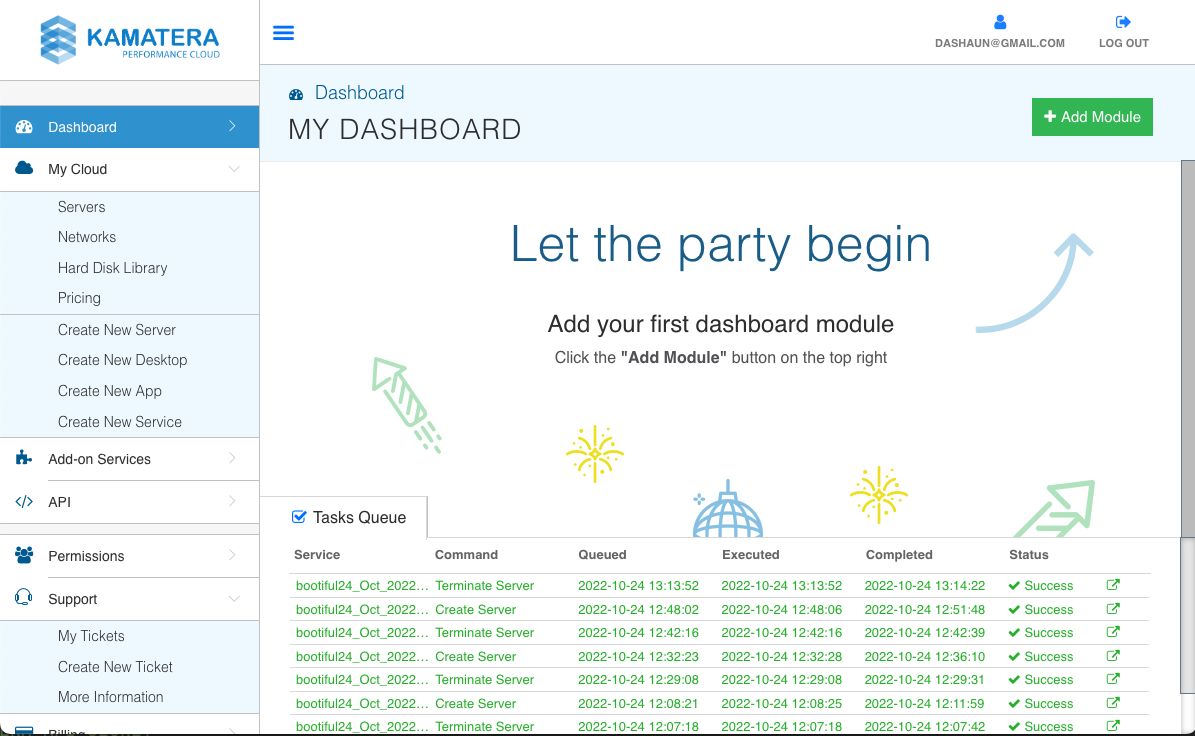 KAMATERA
PERFORMANCE CLOUD
DASHAUN@GMAIL.COM
LOG OUT
Dashboard
My Cloud
Servers
Networks
Hard Disk Library
Pricing
Create New Server
Create New Desktop
Create New App
Create New Service
Add-on Services
API
Permissions
Support
My Tickets
Create New Ticket
More Information
Billing
Dashboard
MY DASHBOARD
Add Module
Let the party begin
Add your first dashboard module
Click the "Add Module" button on the top right
Tasks Queue
Service Command Queued Executed Completed Status
bootiful24_Oct_2022... Terminate Server 2022-10-24 13:13:52 2022-10-24 13:13:52 2022-10-24 13:14:22 Success
bootiful24_Oct_2022... Create Server 2022-10-24 12:48:02 2022-10-24 12:48:06 2022-10-24 12:51:48 Success
bootiful24_Oct_2022... Terminate Server 2022-10-24 12:42:16 2022-10-24 12:42:16 2022-10-24 12:42:39 Success
bootiful24_Oct_2022... Create Server 2022-10-24 12:32:23 2022-10-24 12:32:28 2022-10-24 12:36:10 Success
bootiful24_Oct_2022... Terminate Server 2022-10-24 12:29:08 2022-10-24 12:29:08 2022-10-24 12:29:31 Success
bootiful24_Oct_2022... Create Server 2022-10-24 12:08:21 2022-10-24 12:08:25 2022-10-24 12:11:59 Success
bootiful24_Oct_2022... Terminate Server 2022-10-24 12:07:18 2022-10-24 12:07:18 2022-10-24 12:07:42 Success